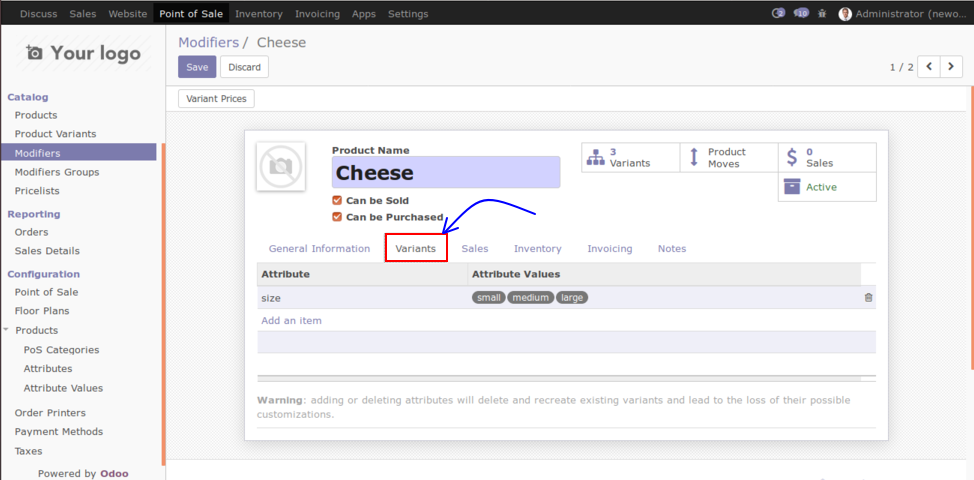 Discuss Sales Website Point of Sale Inventory Invoicing Apps Settings 2 10 Administrator (newo...
Your logo
Catalog
Products
Product Variants
Modifiers
Modifiers Groups
Pricelists
Reporting
Orders
Sales Details
Configuration
Point of Sale
Floor Plans
Products
PoS Categories
Attributes
Attribute Values
Order Printers
Payment Methods
Taxes
Powered by Odoo
Modifiers / Cheese
Save Discard 1 / 2
Variant Prices
Product Name
Cheese
Can be Sold
Can be Purchased
3 Variants
Product Moves
0 Sales
Active
General Information Variants Sales Inventory Invoicing Notes
Attribute Attribute Values
size small medium large
Add an item
Warning: adding or deleting attributes will delete and recreate existing variants and lead to the loss of their possible
customizations.